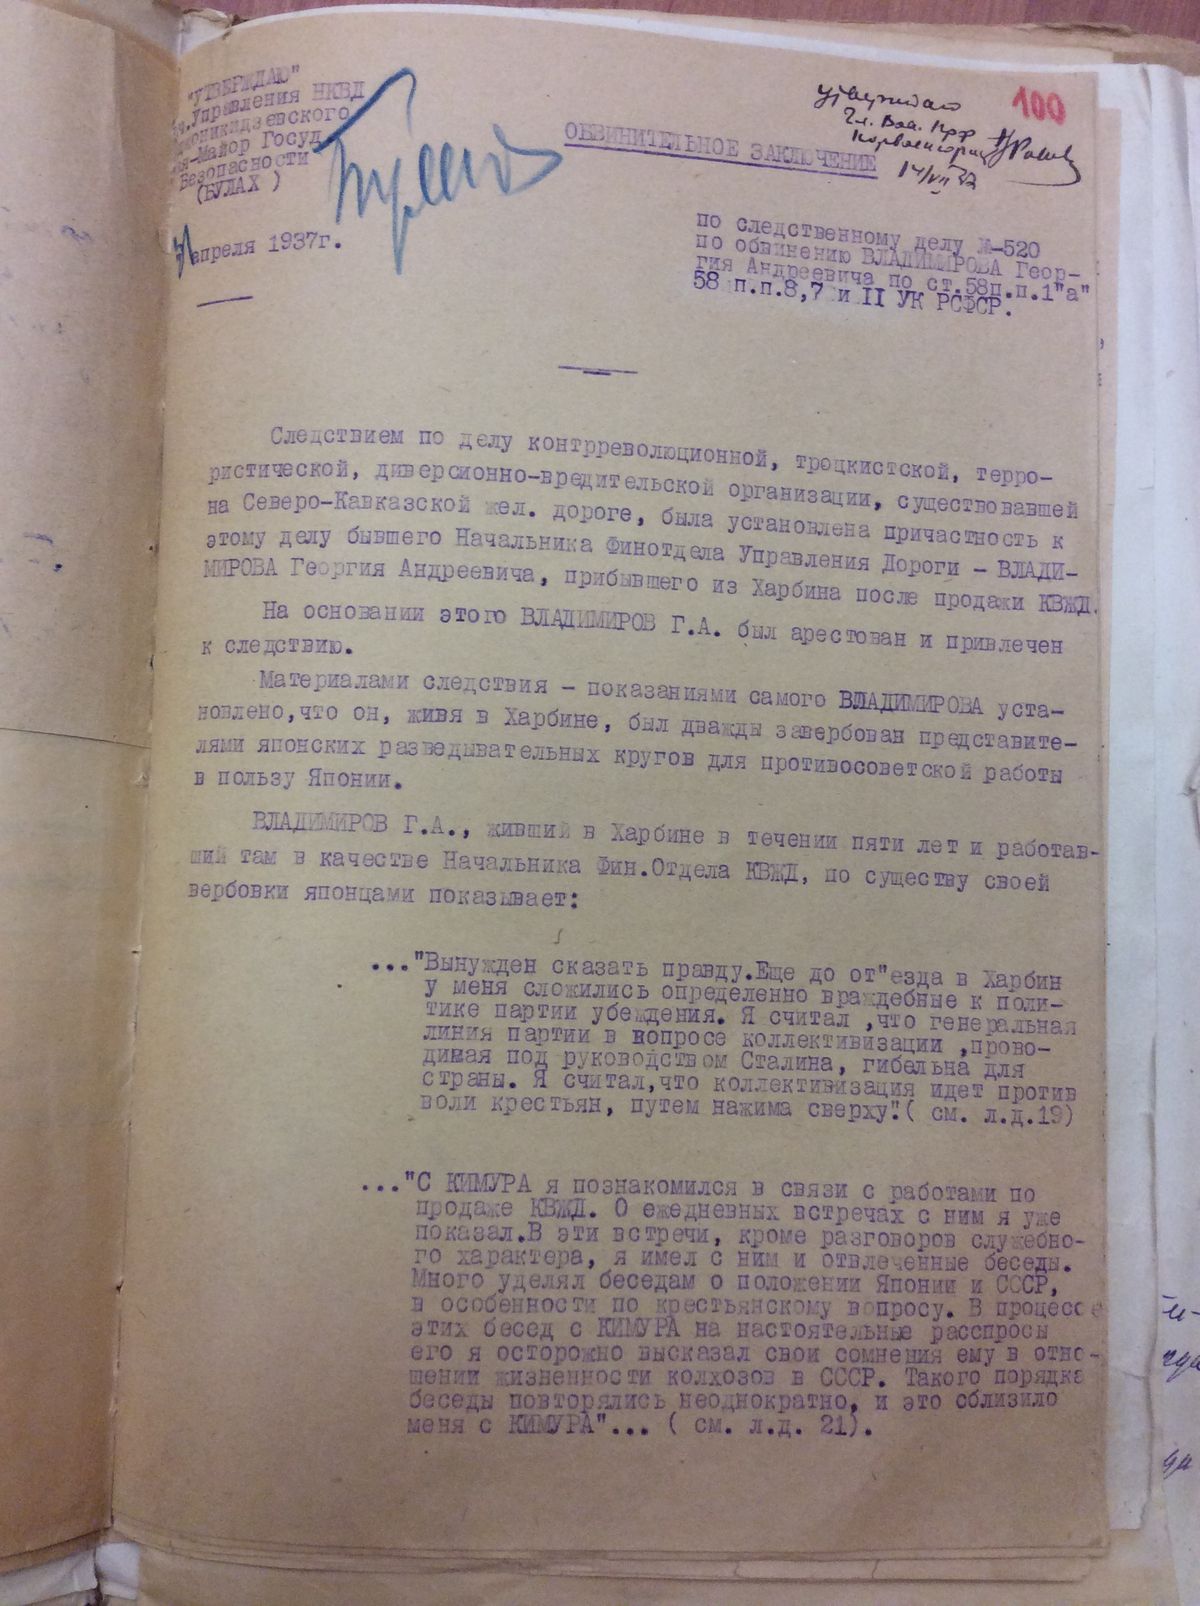 "УТВЕРЖДАЮ"
Управления НКВД
Майор Госуд.
Безопасности
(БУЛАХ )
апреля 1937г.
100
утверждаю
Гл. Воен. Прок
Корвоенюрист
14/VII 37
ОБВИНИТЕЛЬНОЕ ЗАКЛЮЧЕНИЕ
по следственному делу №-520
по обвинению ВЛАДИМИРОВА Геор-
гия Андреевича по ст.58п.п.1"а"
58 п.п.8,7 и II УК РСФСР.
Следствием по делу контрреволюционной, троцкистской, терро-
ристической, диверсионно-вредительской организации, существовавшей
на Северо-Кавказской жел. дороге, была установлена причастность к
этому делу бывшего Начальника Финотдела Управления Дороги - ВЛАДИ-
МИРОВА Георгия Андреевича, прибывшего из Харбина после продажи КВЖД.
На основании этого ВЛАДИМИРОВ Г.А. был арестован и привлечен
к следствию.
Материалами следствия - показаниями самого ВЛАДИМИРОВА уста-
новлено,что он, живя в Харбине, был дважды завербован представите-
лями японских разведывательных кругов для противосоветской работы
в пользу Японии.
ВЛАДИМИРОВ Г.А., живший в Харбине в течении пяти лет и работав-
ший там в качестве Начальника Фин.Отдела КВЖД, по существу своей
вербовки японцами показывает:
..."Вынужден сказать правду.Еще до от"езда в Харбин
у меня сложились определенно враждебные к поли-
тике партии убеждения. Я считал ,что генеральная
линия партии в вопросе коллективизации ,прово-
димая под руководством Сталина, гибельна для
страны. Я считал,что коллективизация идет против
воли крестьян, путем нажима сверху".( см. л.д.19)
..."С КИМУРА я познакомился в связи с работами по
продаже КВЖД. О ежедневных встречах с ним я уже
показал.В эти встречи, кроме разговоров служебно-
го характера, я имел с ним и отвлеченные беседы.
Много уделял беседам о положении Японии и СССР,
в особенности по крестьянскому вопросу. В процессе
этих бесед с КИМУРА на настоятельные расспросы
его я осторожно высказал свои сомнения ему в отно-
шении жизненности колхозов в СССР. Такого порядка
беседы повторялись неоднократно, и это сблизило
меня с КИМУРА"... ( см. л.д. 21).